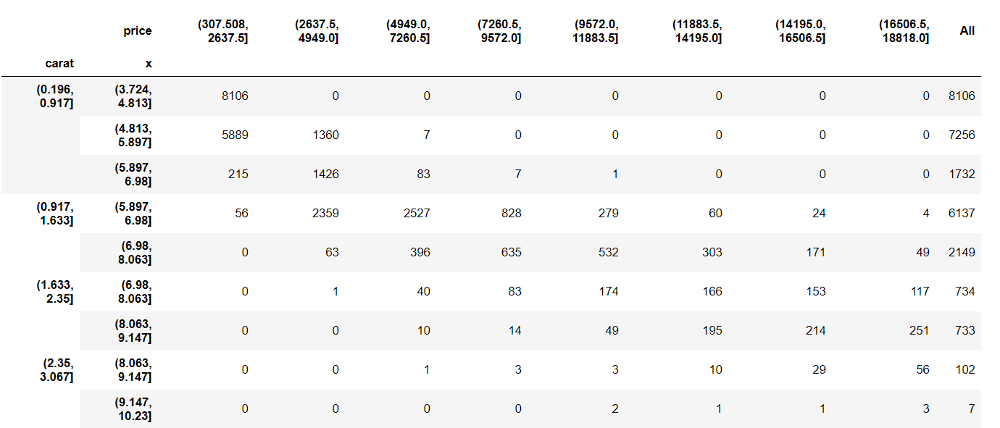 price (307.508, 2637.5] (2637.5, 4949.0] (4949.0, 7260.5] (7260.5, 9572.0] (9572.0, 11883.5] (11883.5, 14195.0] (14195.0, 16506.5] (16506.5, 18818.0] All
carat x
(0.196, 0.917] (3.724, 4.813] 8106 0 0 0 0 0 0 0 8106
(4.813, 5.897] 5889 1360 7 0 0 0 0 0 7256
(5.897, 6.98] 215 1426 83 7 1 0 0 0 1732
(0.917, 1.633] (5.897, 6.98] 56 2359 2527 828 279 60 24 4 6137
(6.98, 8.063] 0 63 396 635 532 303 171 49 2149
(1.633, 2.35] (6.98, 8.063] 0 1 40 83 174 166 153 117 734
(8.063, 9.147] 0 0 10 14 49 195 214 251 733
(2.35, 3.067] (8.063, 9.147] 0 0 1 3 3 10 29 56 102
(9.147, 10.23] 0 0 0 0 2 1 1 3 7